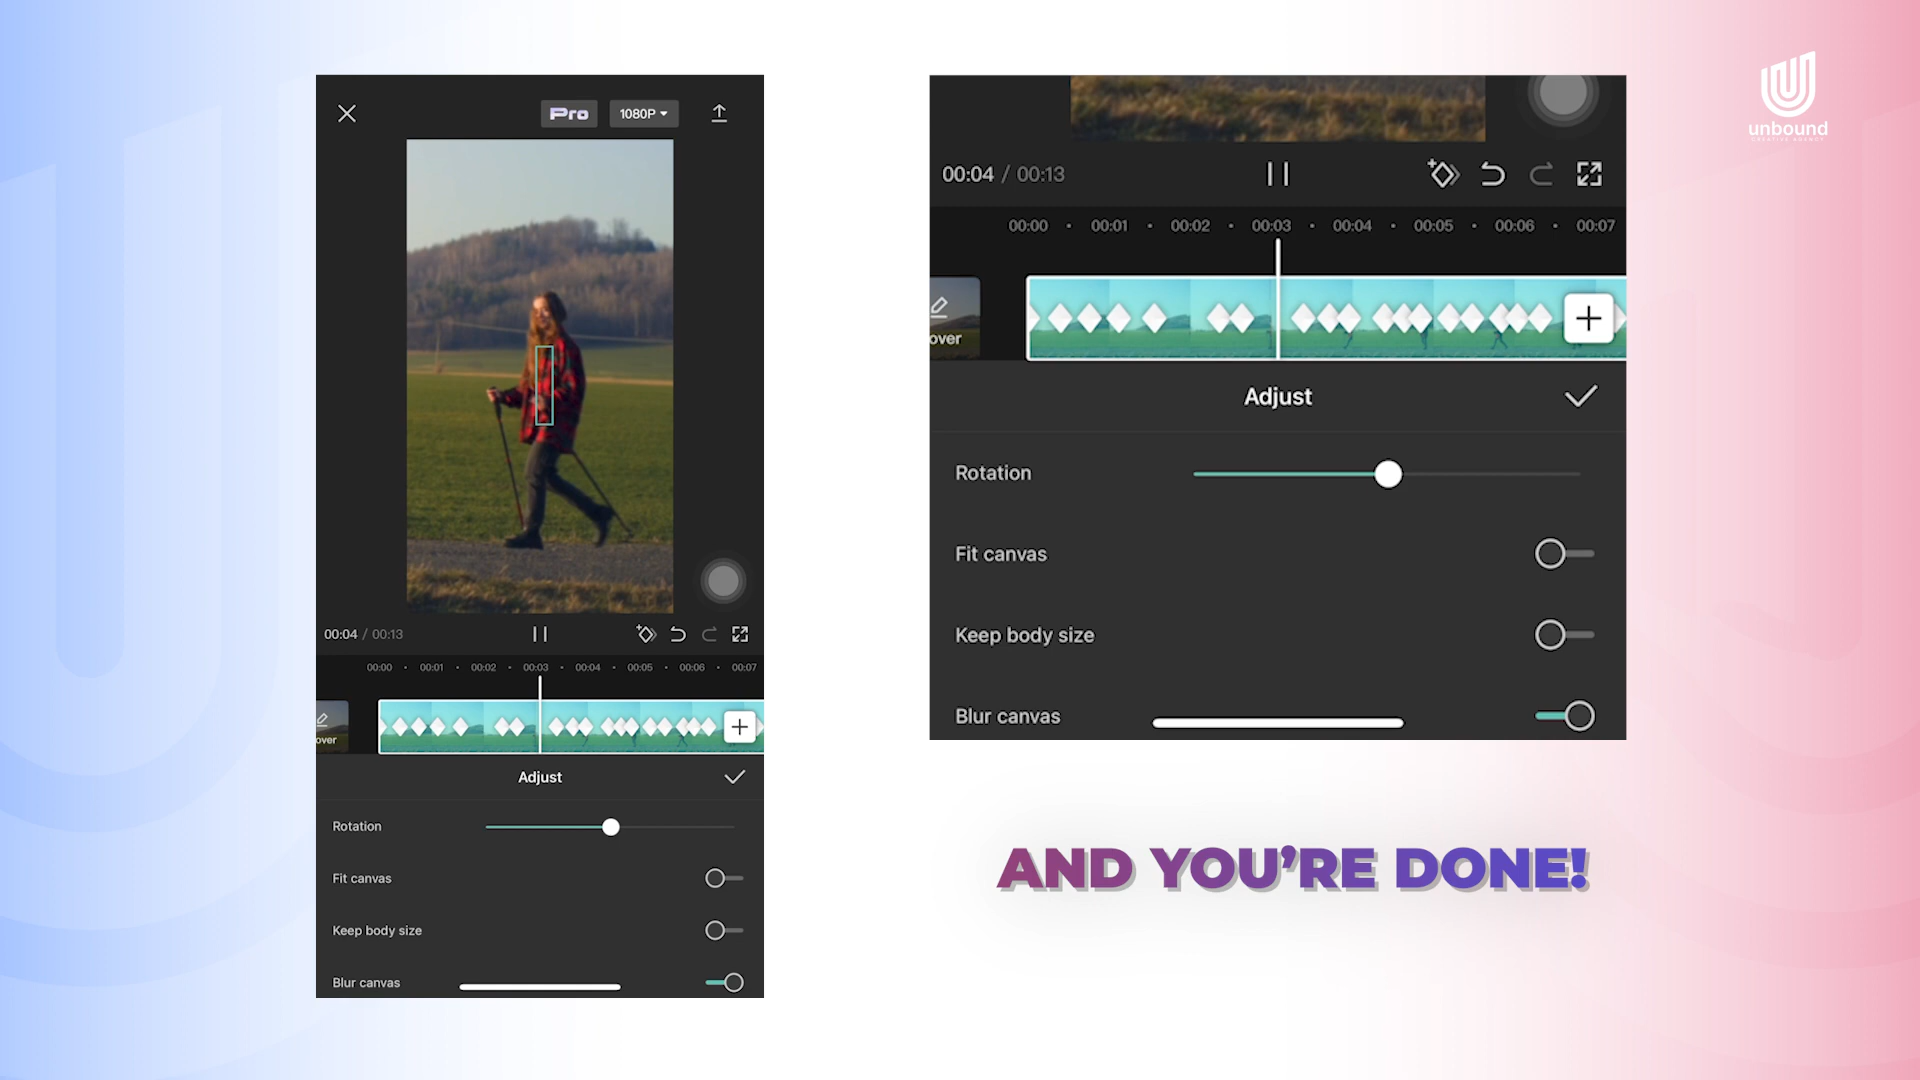 Pro 1080P
00:04 / 00:13
00:00 00:01 00:02 00:03 00:04 00:05 00:06 00:07
over
Adjust
Rotation
Fit canvas
Keep body size
Blur canvas
00:04 / 00:13
00:00 00:01 00:02 00:03 00:04 00:05 00:06 00:07
over
Adjust
Rotation
Fit canvas
Keep body size
Blur canvas
AND YOU’RE DONE!
unbound
CREATIVE AGENCY